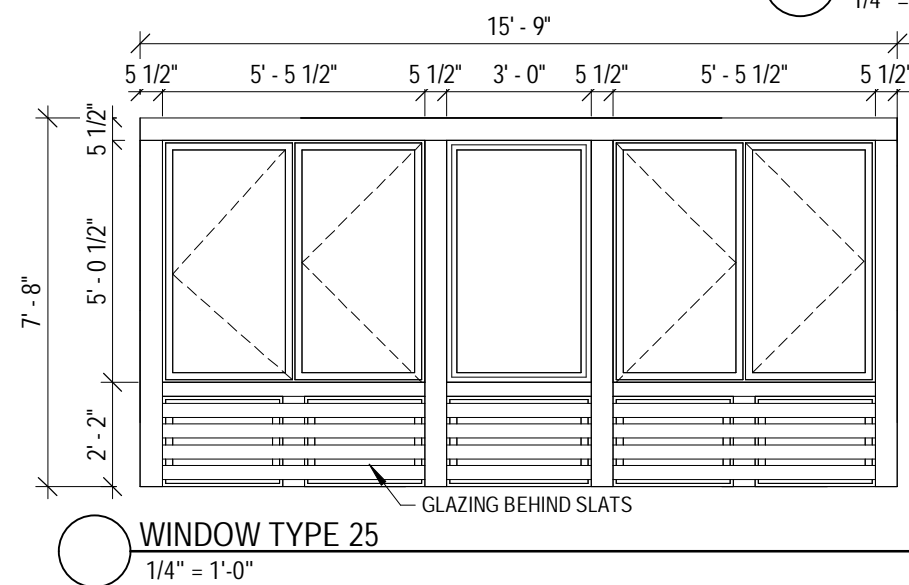 1/4" =
15' - 9"
5 1/2" 5' - 5 1/2" 5 1/2" 3' - 0" 5 1/2" 5' - 5 1/2" 5 1/2"
5 1/2"
5' - 0 1/2"
7' - 8"
2' - 2"
GLAZING BEHIND SLATS
WINDOW TYPE 25
1/4" = 1'-0"